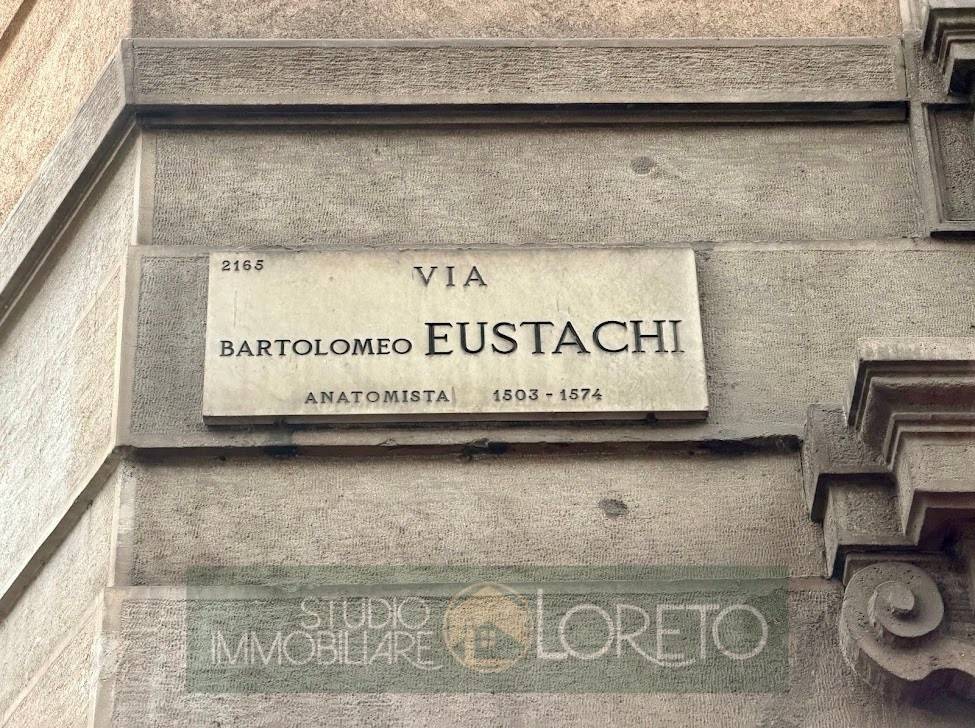 2165
VIA
BARTOLOMEO EUSTACHI
ANATOMISTA 1503 - 1574
STUDIO
IMMOBILIARE LORETO